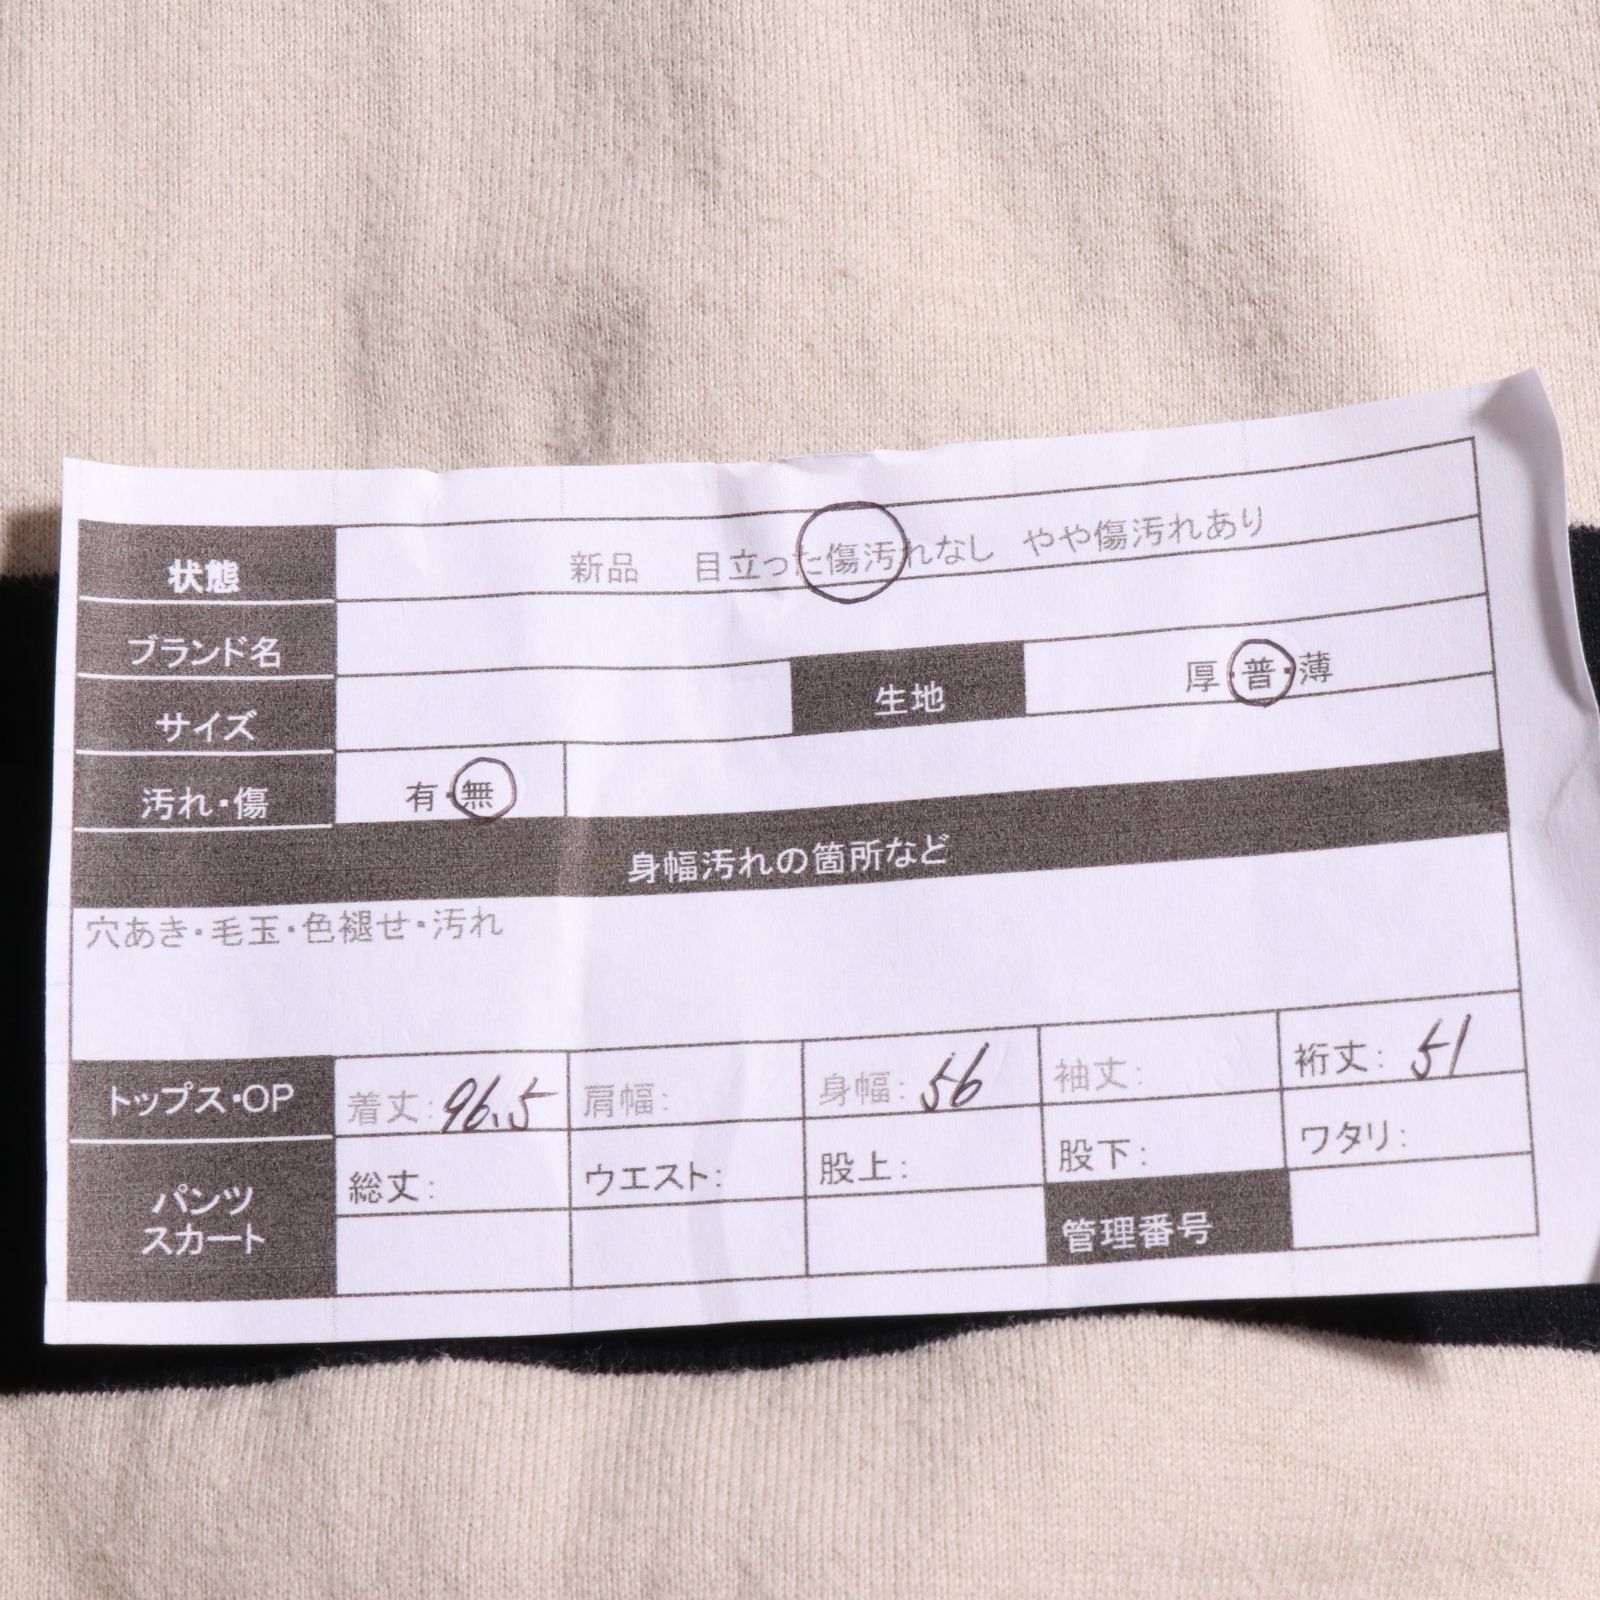 状態 新品 目立った傷汚れなし やや傷汚れあり
ブランド名
サイズ 生地 厚・普・薄
汚れ・傷 有・無
身幅汚れの箇所など
穴あき・毛玉・色褪せ・汚れ
トップス・OP 着丈: 96.5 肩幅: 身幅: 56 袖丈: 裄丈: 51
パンツ 総丈: ウエスト: 股上: 股下: ワタリ:
スカート 管理番号